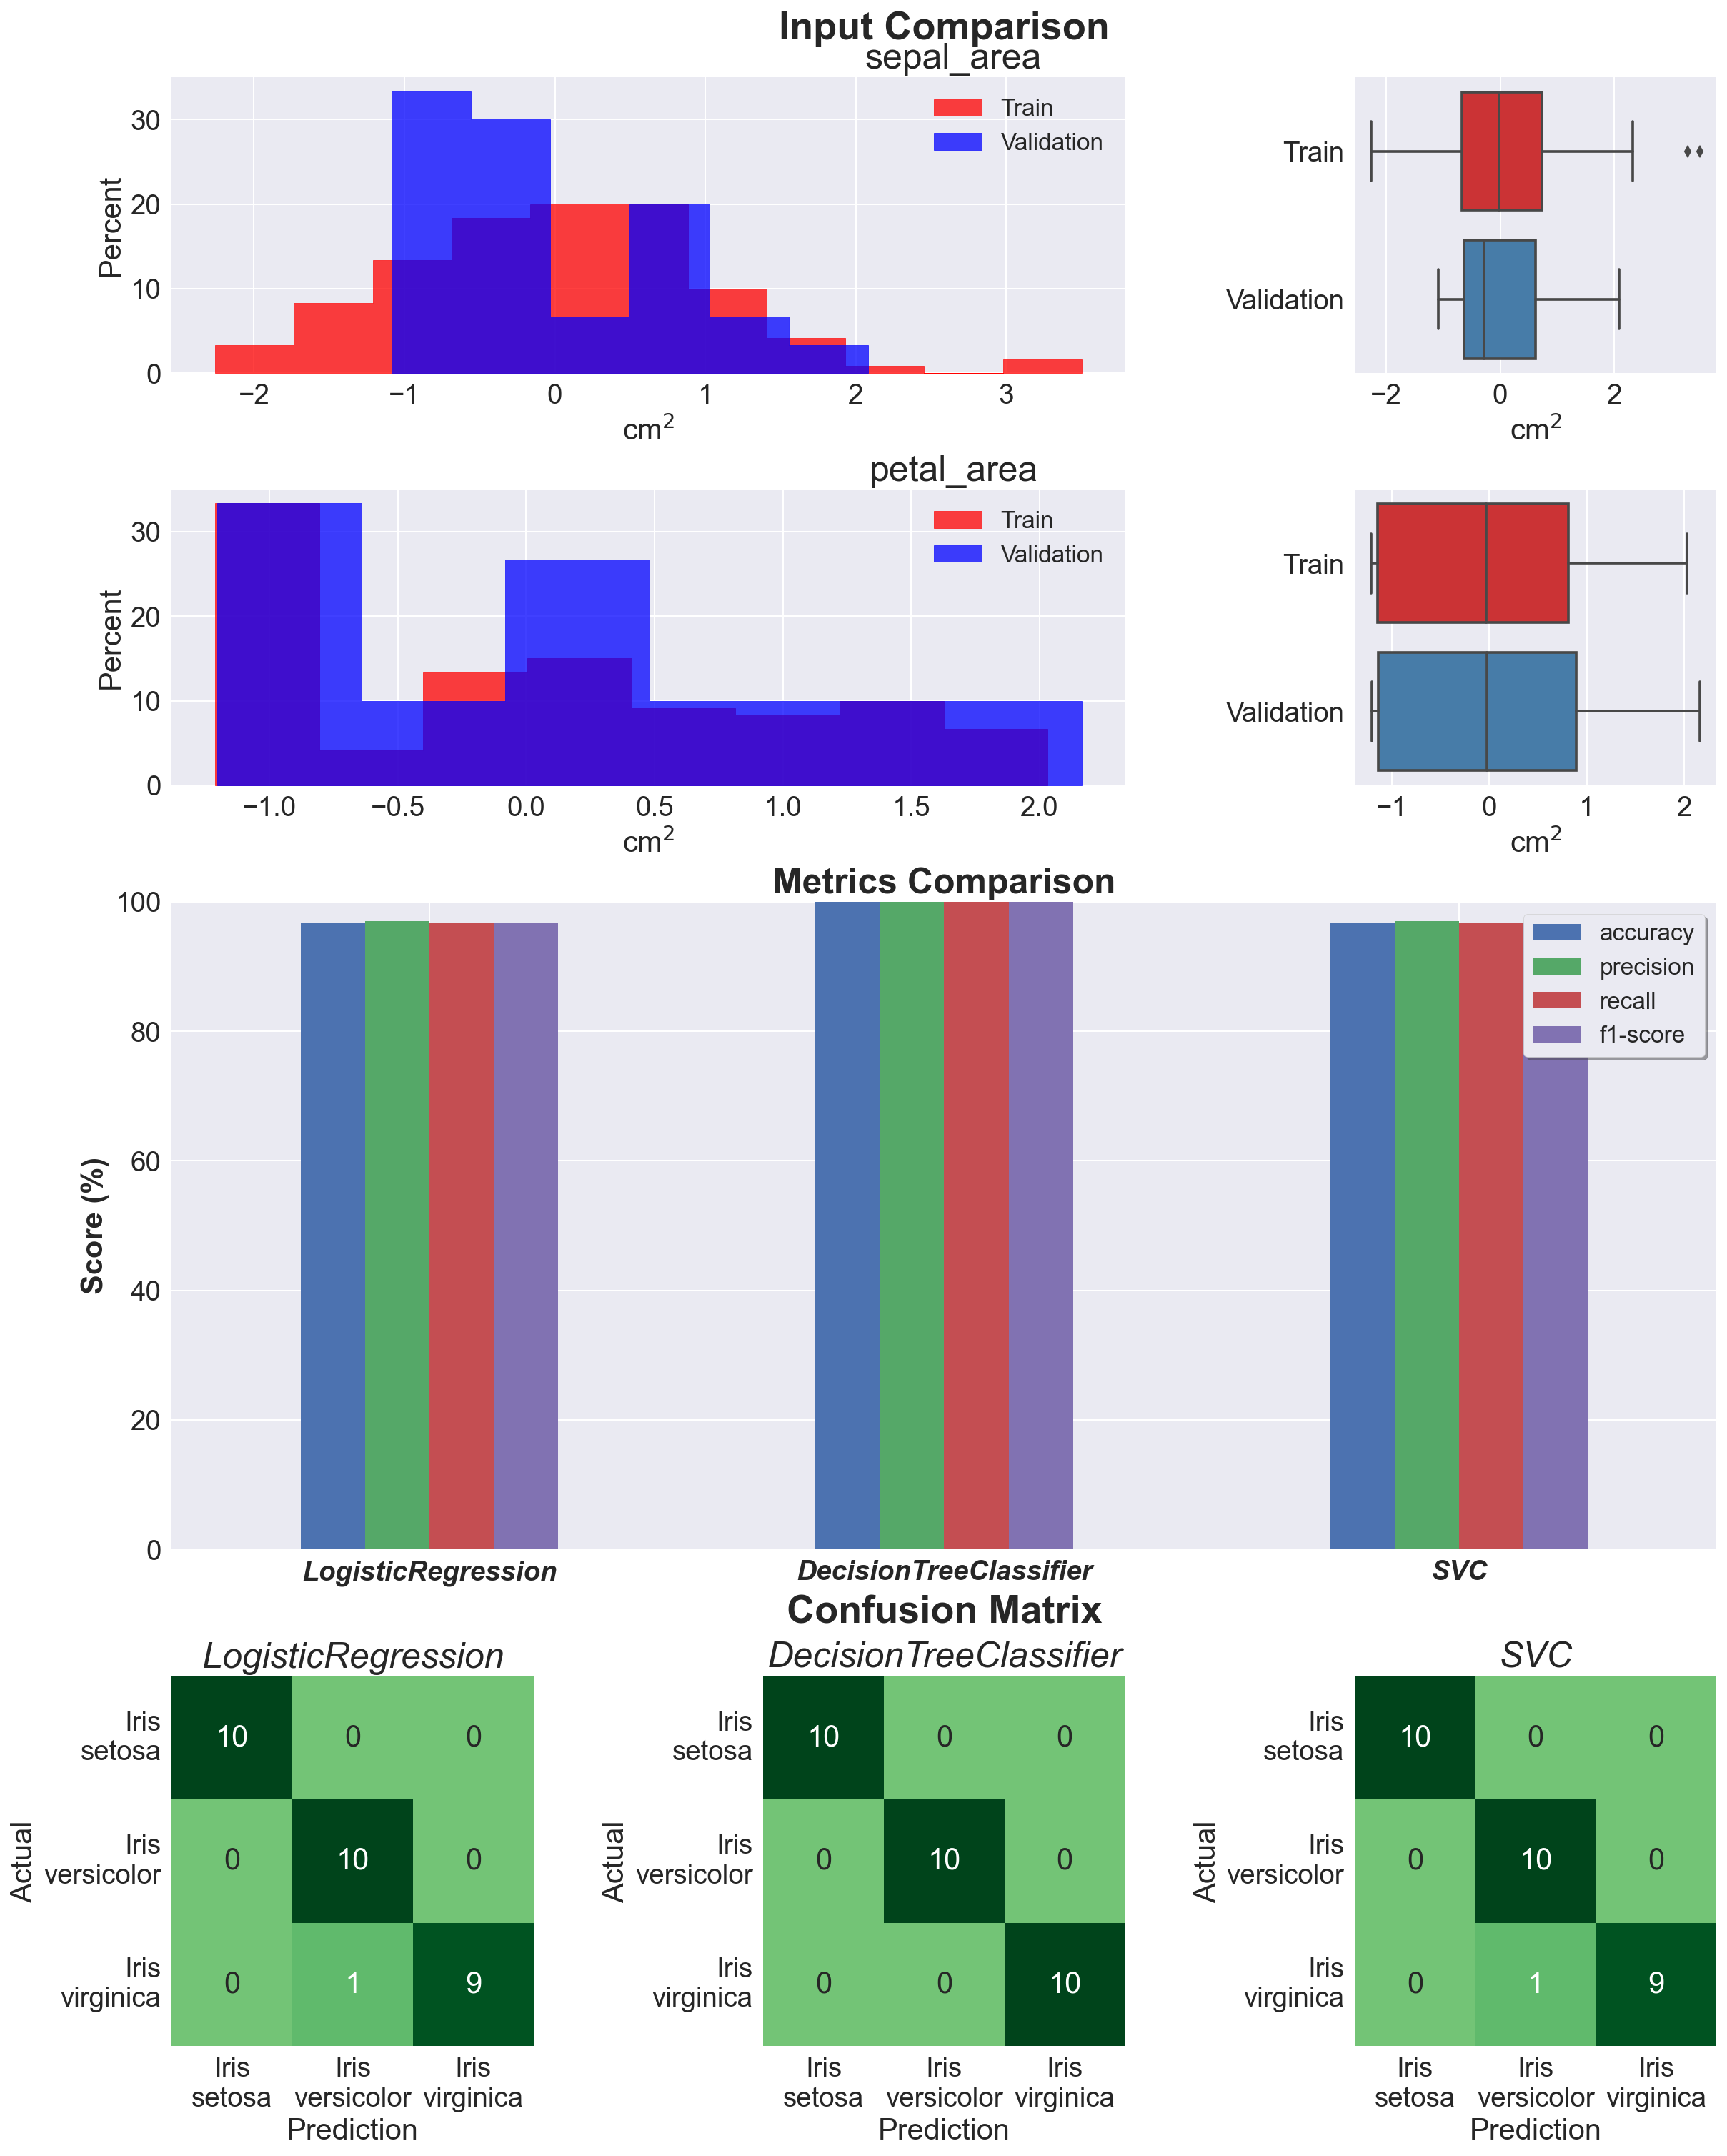 Input Comparison
sepal_area
30
20
10
0
Percent
Train
Validation
−2 −1 0 1 2 3
cm²
Train
Validation
−2 0 2
cm²
petal_area
30
20
10
0
Percent
Train
Validation
−1.0 −0.5 0.0 0.5 1.0 1.5 2.0
cm²
Train
Validation
−1 0 1 2
cm²
Metrics Comparison
100
80
60
40
20
0
Score (%)
accuracy
precision
recall
f1-score
LogisticRegression DecisionTreeClassifier SVC
Confusion Matrix
LogisticRegression
Actual
Iris
setosa
10 0 0
Iris
versicolor
0 10 0
Iris
virginica
0 1 9
Iris Iris Iris
setosa versicolor virginica
Prediction
DecisionTreeClassifier
Actual
Iris
setosa
10 0 0
Iris
versicolor
0 10 0
Iris
virginica
0 0 10
Iris Iris Iris
setosa versicolor virginica
Prediction
SVC
Actual
Iris
setosa
10 0 0
Iris
versicolor
0 10 0
Iris
virginica
0 1 9
Iris Iris Iris
setosa versicolor virginica
Prediction